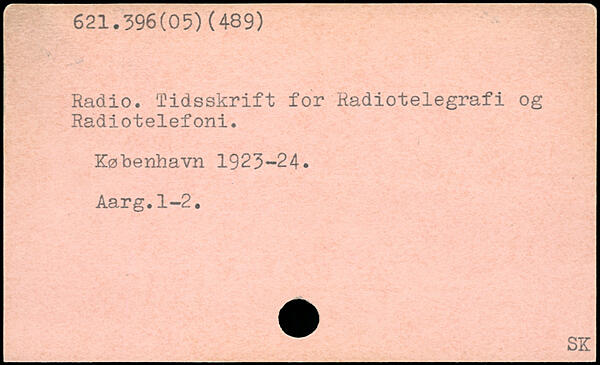 621.396(05)(489)
Radio. Tidsskrift for Radiotelegrafi og
Radiotelefoni.
København 1923-24.
Aarg.1-2.
SK